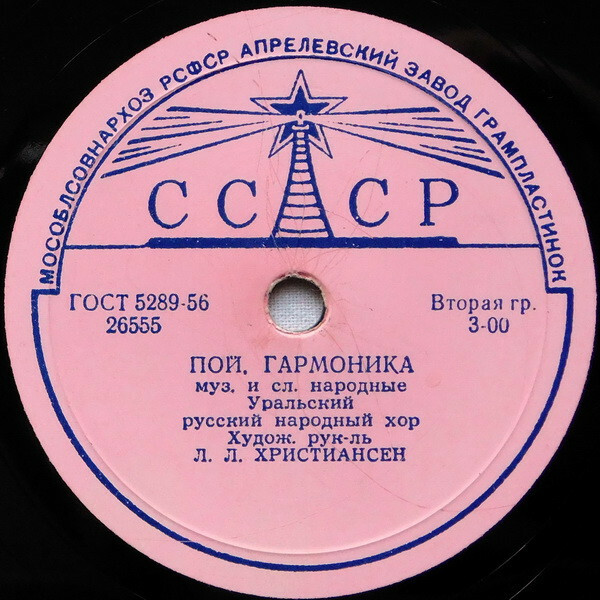 МОСОБЛСОВНАРХОЗ РСФСР АПРЕЛЕВСКИЙ ЗАВОД ГРАМПЛАСТИНОК
СССР
ГОСТ 5289-56
26555
Вторая гр.
3-00
ПОЙ, ГАРМОНИКА
муз. и сл. народные
Уральский
русский народный хор
Худож. рук-ль
Л. Л. ХРИСТИАНСЕН